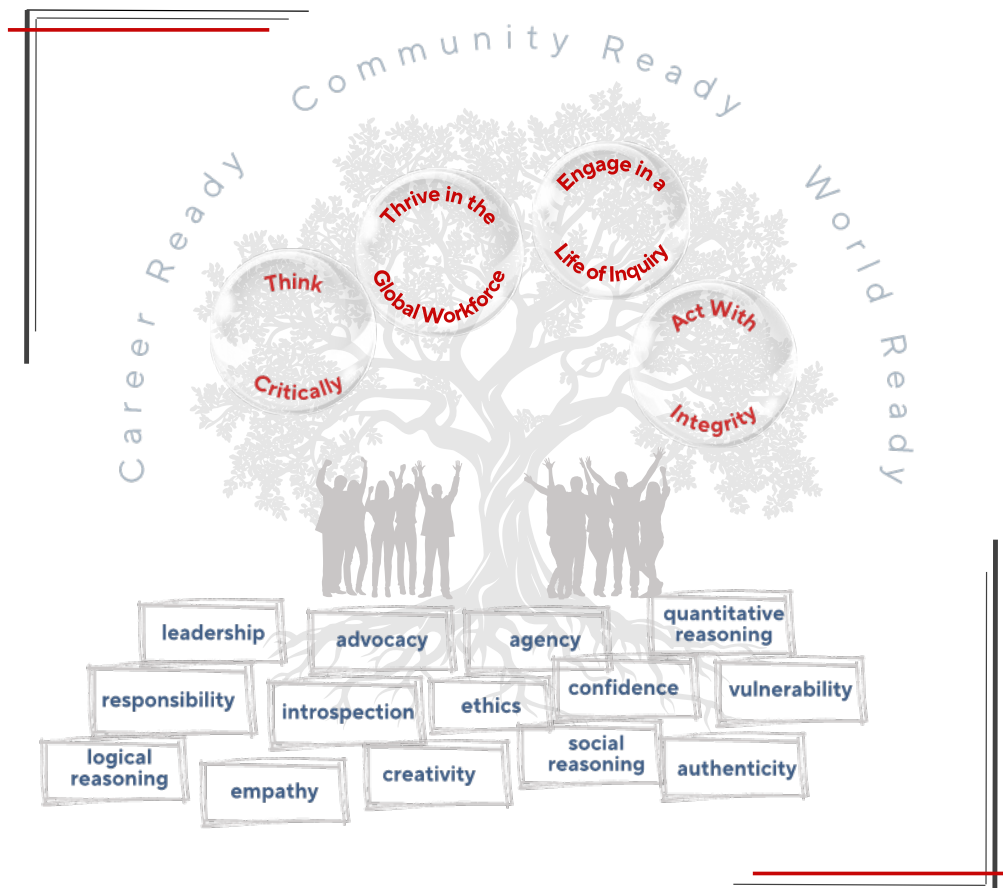 Career Ready
Community Ready
World Ready
Think
Critically
Thrive in the
Global Workforce
Engage in a
Life of Inquiry
Act With
Integrity
leadership
advocacy
agency
quantitative
reasoning
responsibility
introspection
ethics
confidence
vulnerability
logical
reasoning
empathy
creativity
social
reasoning
authenticity